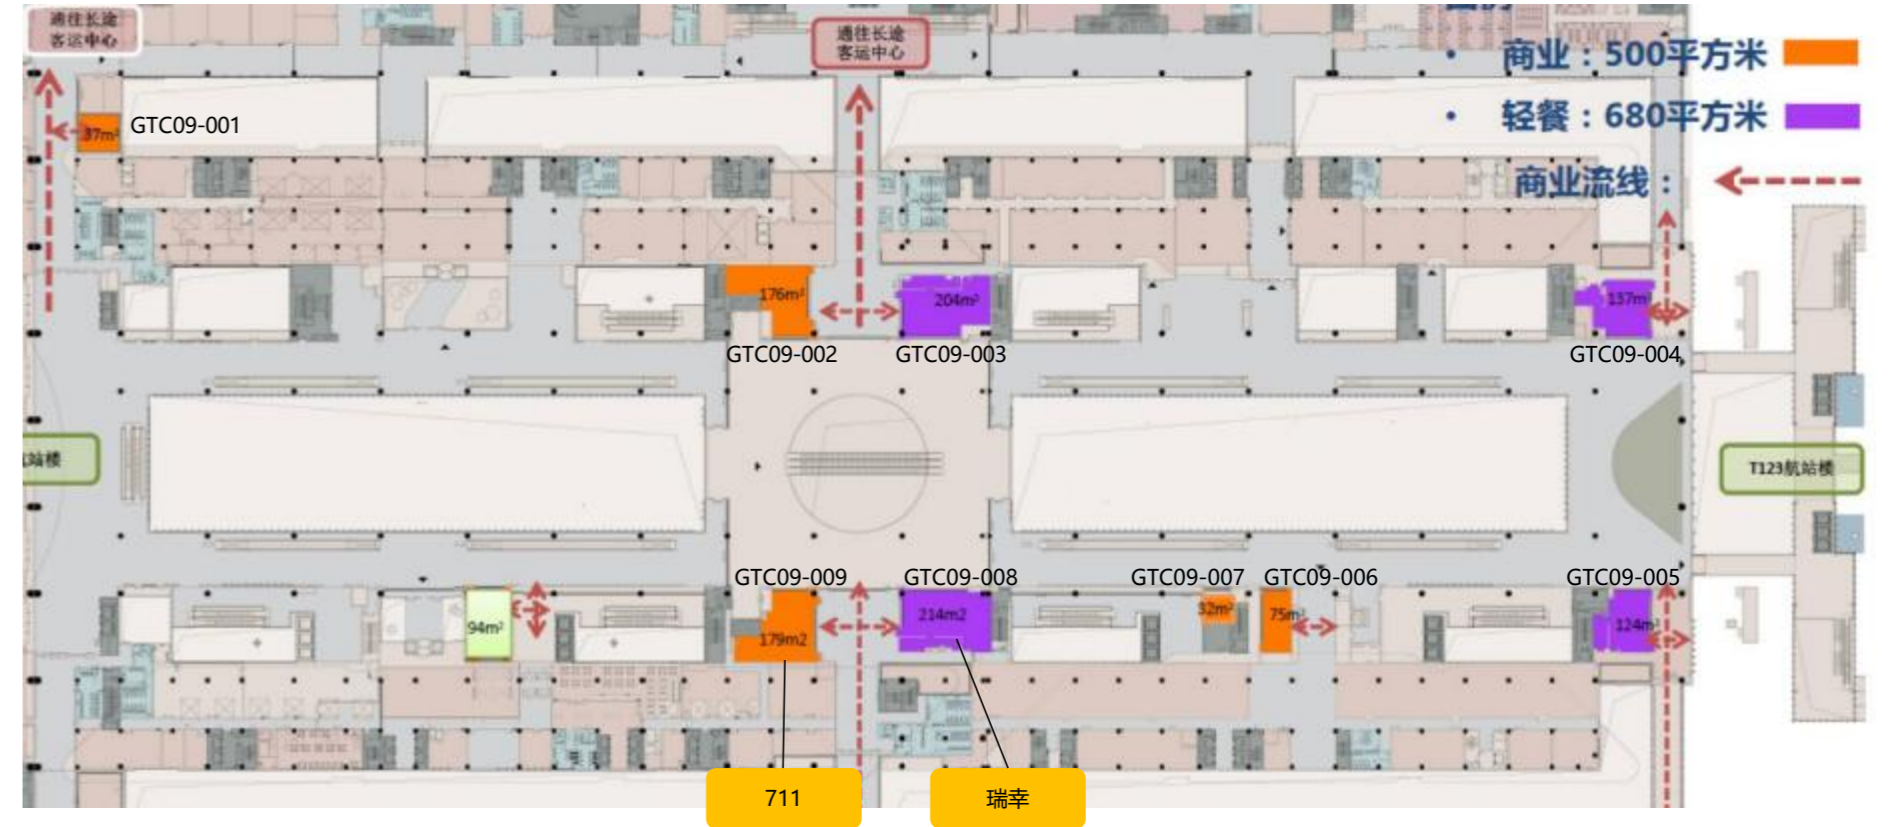 通往长途
客运中心
通往长途
客运中心
商业：500平方米
轻餐：680平方米
商业流线：
37m²
GTC09-001
176m²
204m²
137m²
GTC09-002
GTC09-003
GTC09-004
站楼
T123航站楼
GTC09-009
GTC09-008
GTC09-007
GTC09-006
GTC09-005
94m²
179m2
214m2
32m²
75m²
124m²
711
瑞幸